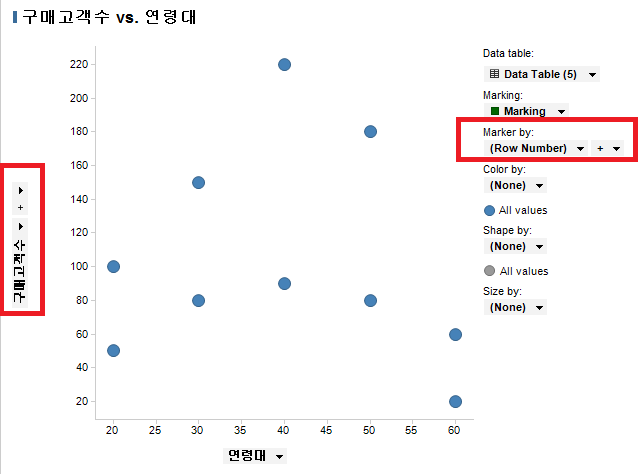 구매고객수 vs. 연령대
Data table:
Data Table (5)
Marking:
Marking
Marker by:
(Row Number) +
Color by:
(None)
All values
Shape by:
(None)
All values
Size by:
(None)
구매고객수 +
220
200
180
160
140
120
100
80
60
40
20
20 25 30 35 40 45 50 55 60
연령대